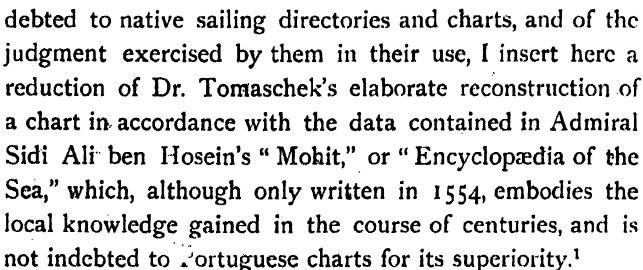 debted to native sailing directories and charts, and of the
judgment exercised by them in their use, I insert here a
reduction of Dr. Tomaschek's elaborate reconstruction of
a chart in accordance with the data contained in Admiral
Sidi Ali ben Hosein's “ Mohit,” or “ Encyclopædia of the
Sea,” which, although only written in 1554, embodies the
local knowledge gained in the course of centuries, and is
not indebted to Portuguese charts for its superiority.¹